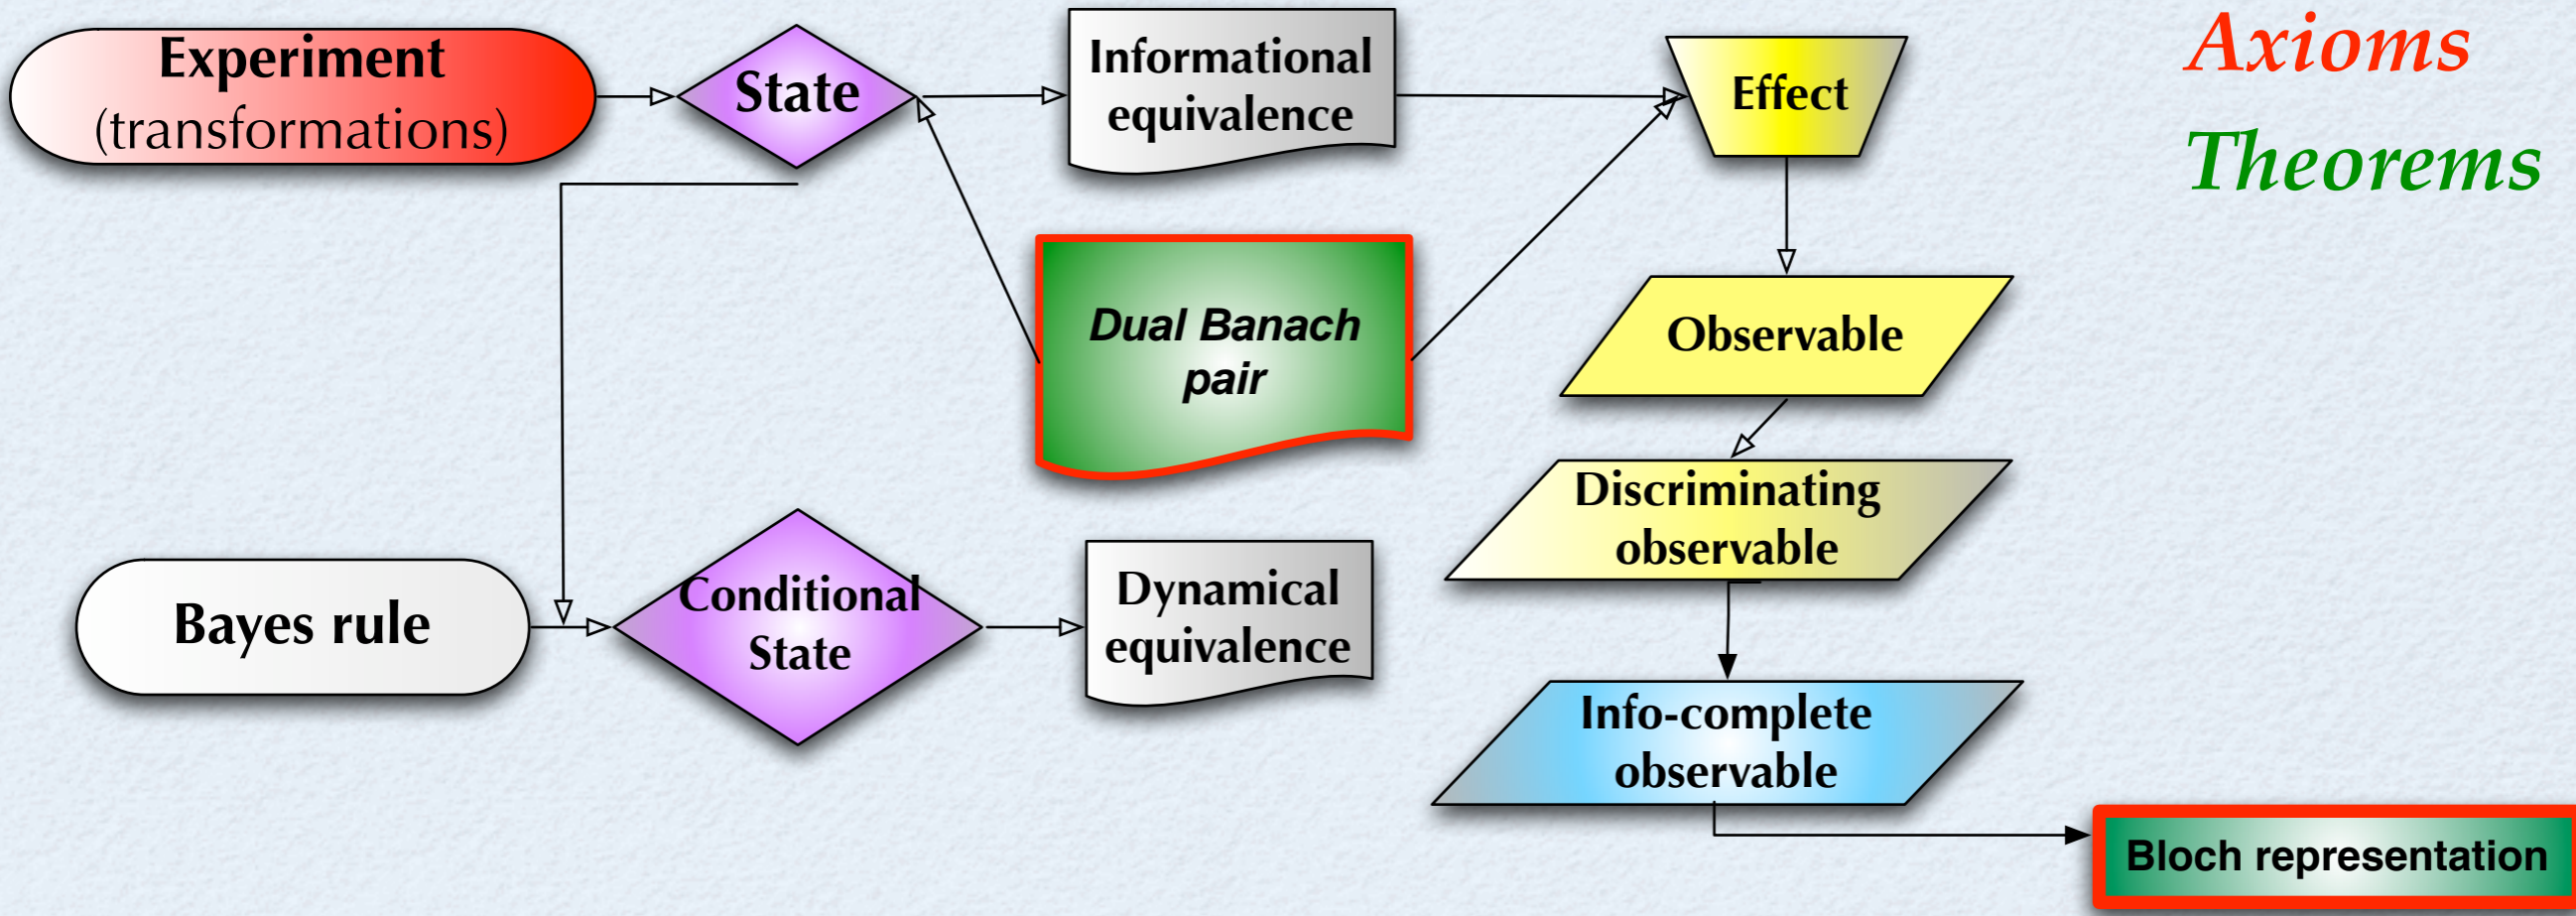 Experiment
(transformations)
State
Informational
equivalence
Effect
Axioms
Theorems
Dual Banach
pair
Observable
Discriminating
observable
Bayes rule
Conditional
State
Dynamical
equivalence
Info-complete
observable
Bloch representation